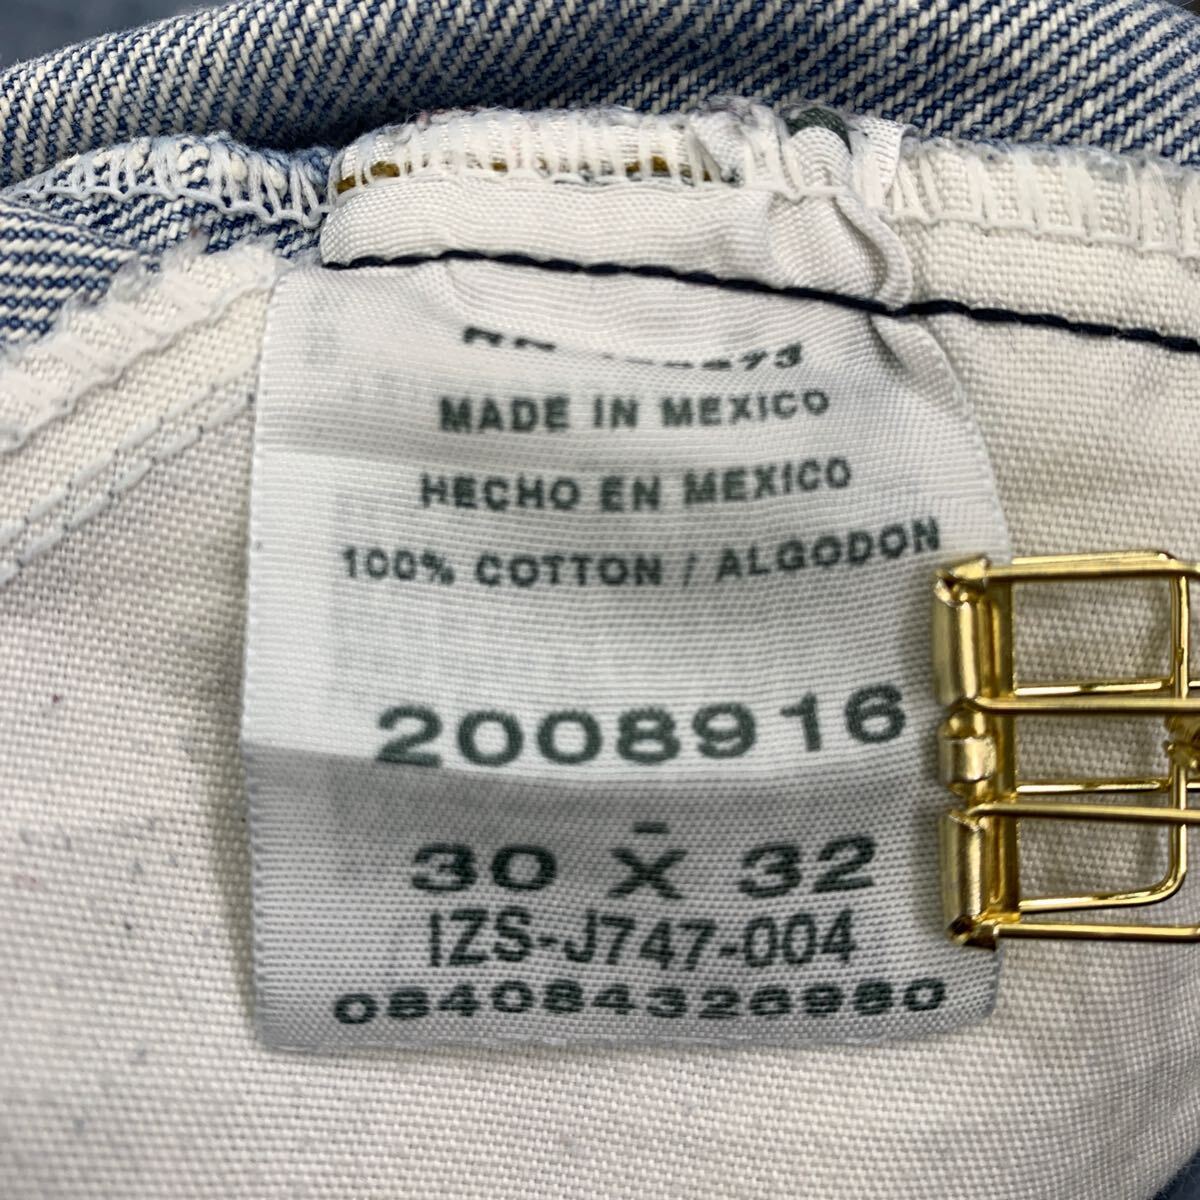 MADE IN MEXICO
HECHO EN MEXICO
100% COTTON / ALGODON
2008916
30 X 32
IZS-J747-004
084084326980